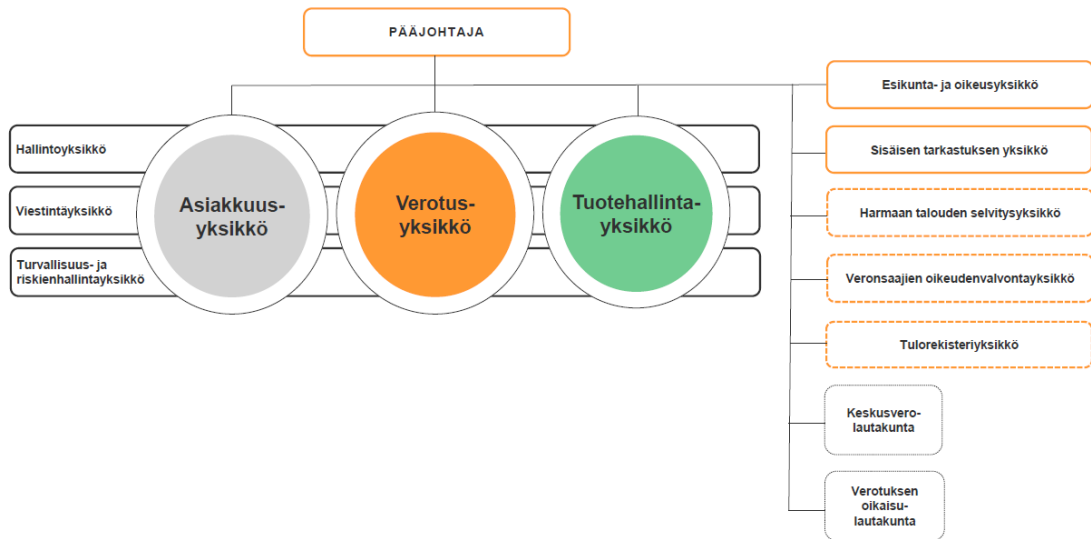 PÄÄJOHTAJA
Hallintoyksikkö
Viestintäyksikkö
Turvallisuus- ja
riskienhallintayksikkö
Asiakkuus-
yksikkö
Verotus-
yksikkö
Tuotehallinta-
yksikkö
Esikunta- ja oikeusyksikkö
Sisäisen tarkastuksen yksikkö
Harmaan talouden selvitysyksikkö
Veronsaajien oikeudenvalvontayksikkö
Tulorekisteriyksikkö
Keskusvero-
lautakunta
Verotuksen
oikaisu-
lautakunta